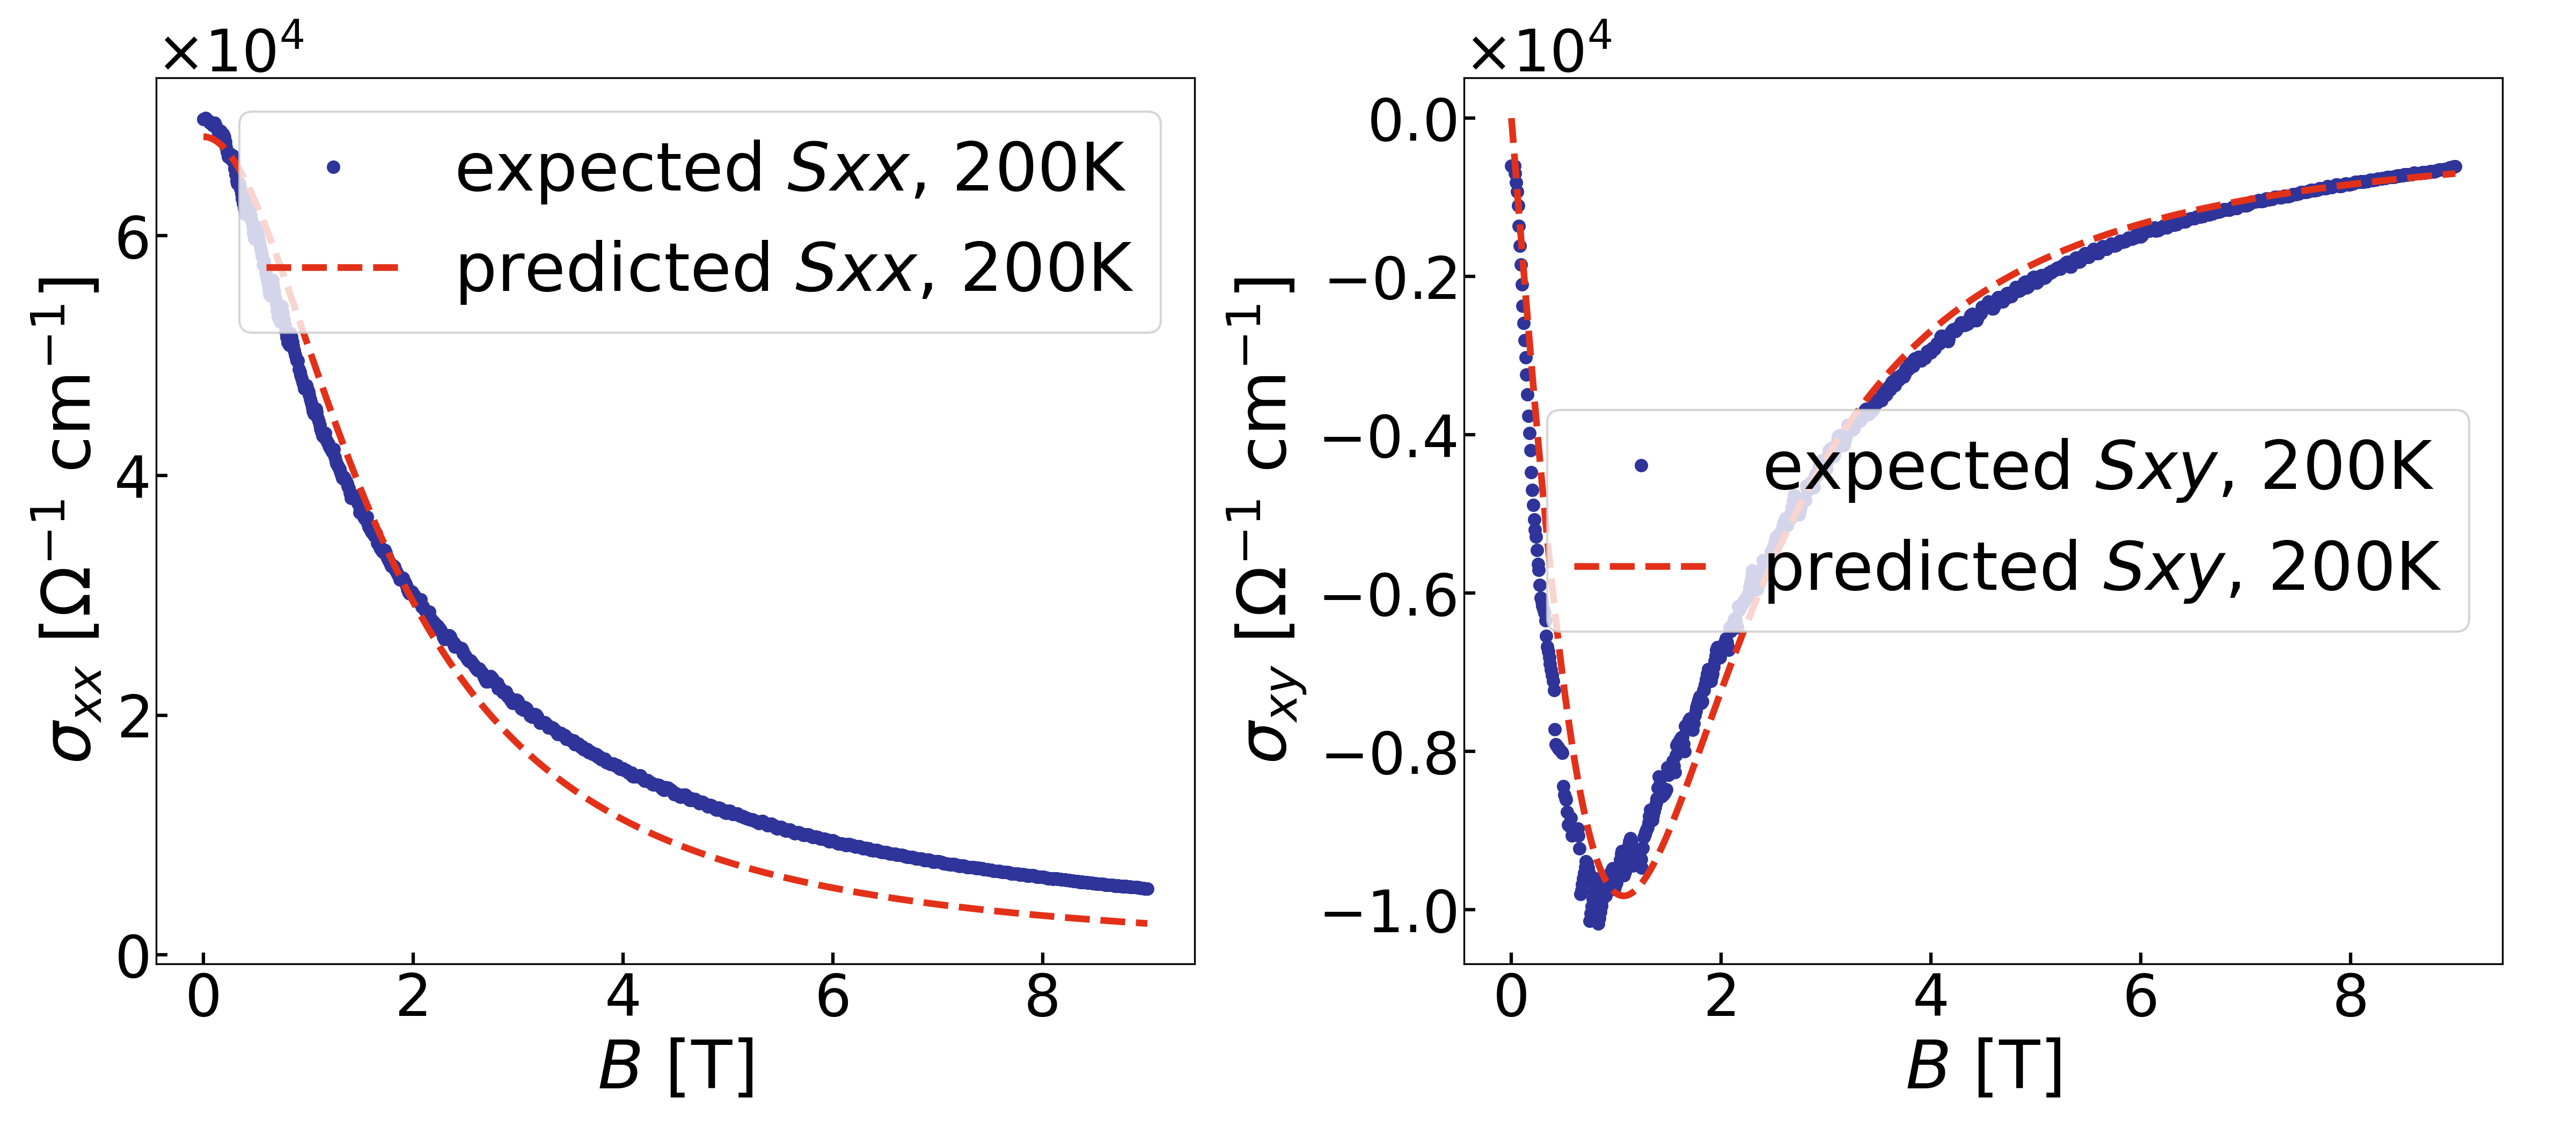 ×10⁴
σxx [Ω⁻¹ cm⁻¹]
6
4
2
0
0 2 4 6 8
B [T]
expected Sxx, 200K
predicted Sxx, 200K
×10⁴
σxy [Ω⁻¹ cm⁻¹]
0.0
−0.2
−0.4
−0.6
−0.8
−1.0
0 2 4 6 8
B [T]
expected Sxy, 200K
predicted Sxy, 200K